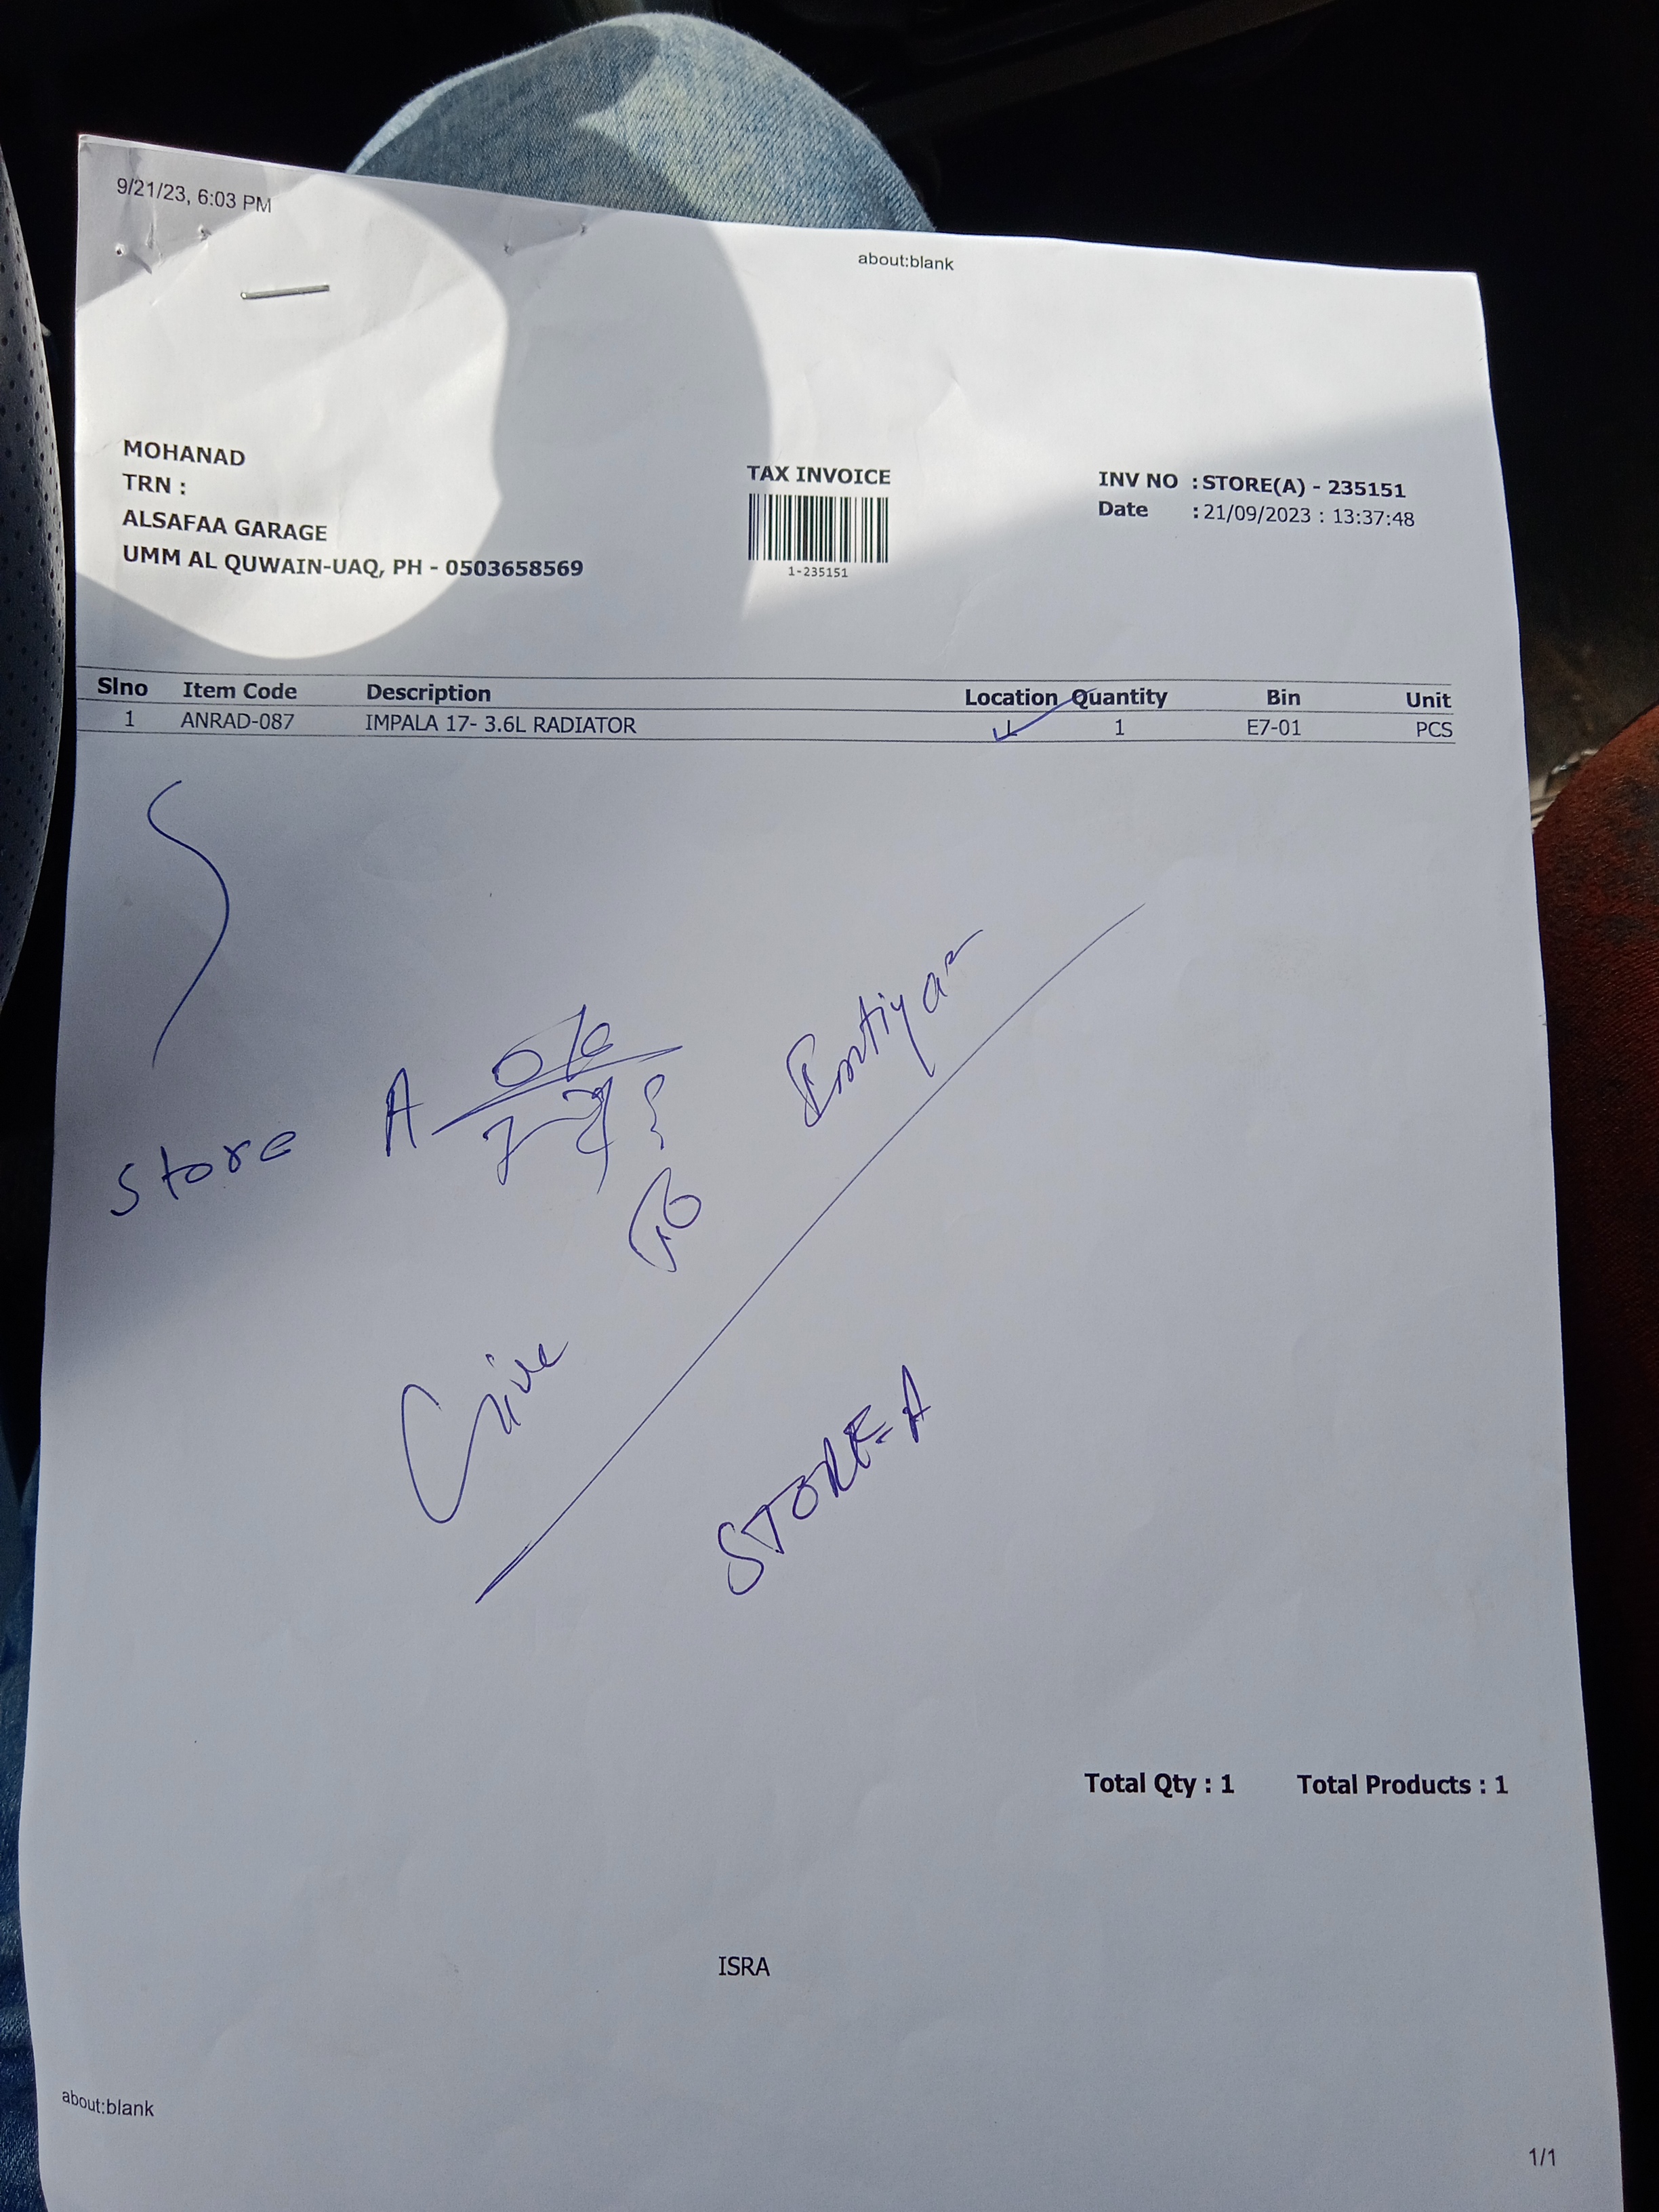 9/21/23, 6:03 PM
about:blank
MOHANAD
TRN :
ALSAFAA GARAGE
UMM AL QUWAIN-UAQ, PH - 0503658569
TAX INVOICE
1-235151
INV NO : STORE(A) - 235151
Date : 21/09/2023 : 13:37:48
Slno Item Code Description Location Quantity Bin Unit
1 ANRAD-087 IMPALA 17- 3.6L RADIATOR 1 E7-01 PCS
Store A
STORE-A
Total Qty : 1 Total Products : 1
ISRA
about:blank
1/1